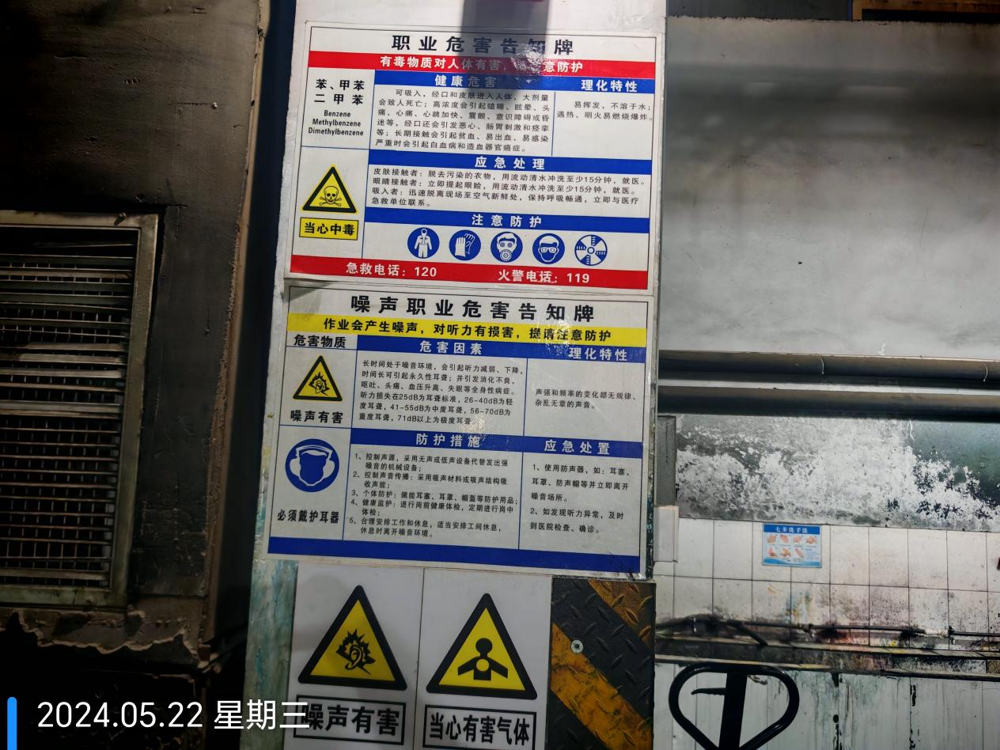 职业危害告知牌
有毒物质对人体有害，请注意防护
苯、甲苯
二甲苯
Benzene
Methylbenzene
Dimethylbenzene
健康危害
可吸入，经口和皮肤进入人体，大剂量
会致人死亡；高浓度会引起嗑睡、眩晕、头
痛、心痛、心跳加快、震颤、意识障碍或昏
迷等，经口还会引发恶心、肠胃刺激和痉挛
等；长期接触会引起贫血、易出血、易感染
严重时会引起白血病和造血器官癌症。
理化特性
易挥发，不溶于水；
遇热、明火易燃烧爆炸。
当心中毒
应急处理
皮肤接触者：脱去污染的衣物，用流动清水冲洗至少15分钟，就医。
眼睛接触者：立即提起眼睑，用流动清水冲洗至少15分钟，就医。
吸入者：迅速脱离现场至空气新鲜处，保持呼吸畅通，立即与医疗
急救单位联系。
注意防护
急救电话：120 火警电话：119
噪声职业危害告知牌
作业会产生噪声，对听力有损害，提请注意防护
危害物质
噪声有害
危害因素
长时间处于噪音环境，会引起听力减弱、下降，
时间长可引起永久性耳聋；并引发消化不良、
呕吐、头痛、血压升高、失眠等全身性病症。
听力损失在25dB为耳聋标准，26-40dB为轻
度耳聋，41-55dB为中度耳聋，56-70dB为
重度耳聋，71dB以上为极度耳聋。
理化特性
声强和频率的变化都无规律、
杂乱无章的声音。
必须戴护耳器
防护措施
1、控制声源，采用无声或低声设备代替发出强
噪音的机械设备；
2、控制声音传播：采用吸声材料或吸声结构吸
收声能；
3、个体防护：佩能耳塞、耳罩、帽盔等防护用品；
4、健康监护：进行岗前健康体检，定期进行岗中
体检；
5、合理安排工作和休息，适当安排工间休息，
休息时离开噪音环境。
应急处置
1、使用防声器，如：耳塞、
耳罩、防声帽等并立即离开
噪音场所。
2、如发现听力异常，及时
到医院检查、确诊。
七步洗手法
噪声有害
当心有害气体
2024.05.22 星期三